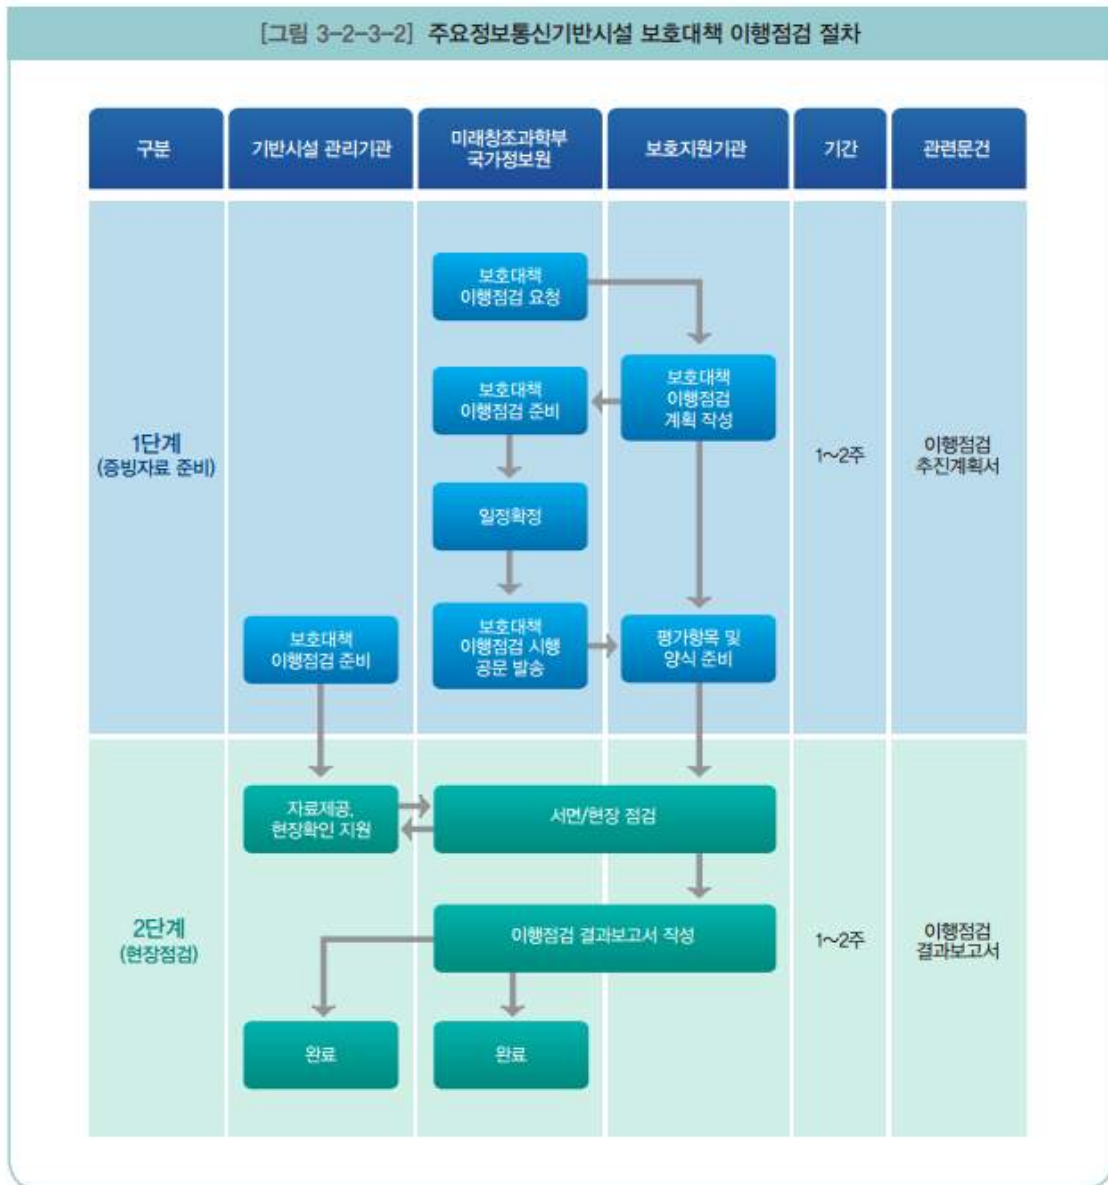 [그림 3-2-3-2] 주요정보통신기반시설 보호대책 이행점검 절차
구분
기반시설 관리기관
미래창조과학부
국가정보원
보호지원기관
기간
관련문건
1단계
(증빙자료 준비)
보호대책
이행점검 요청
보호대책
이행점검
계획 작성
보호대책
이행점검 준비
일정확정
보호대책
이행점검 준비
보호대책
이행점검 시행
공문 발송
평가항목 및
양식 준비
1~2주
이행점검
추진계획서
2단계
(현장점검)
자료제공,
현장확인 지원
서면/현장 점검
이행점검 결과보고서 작성
완료
완료
1~2주
이행점검
결과보고서